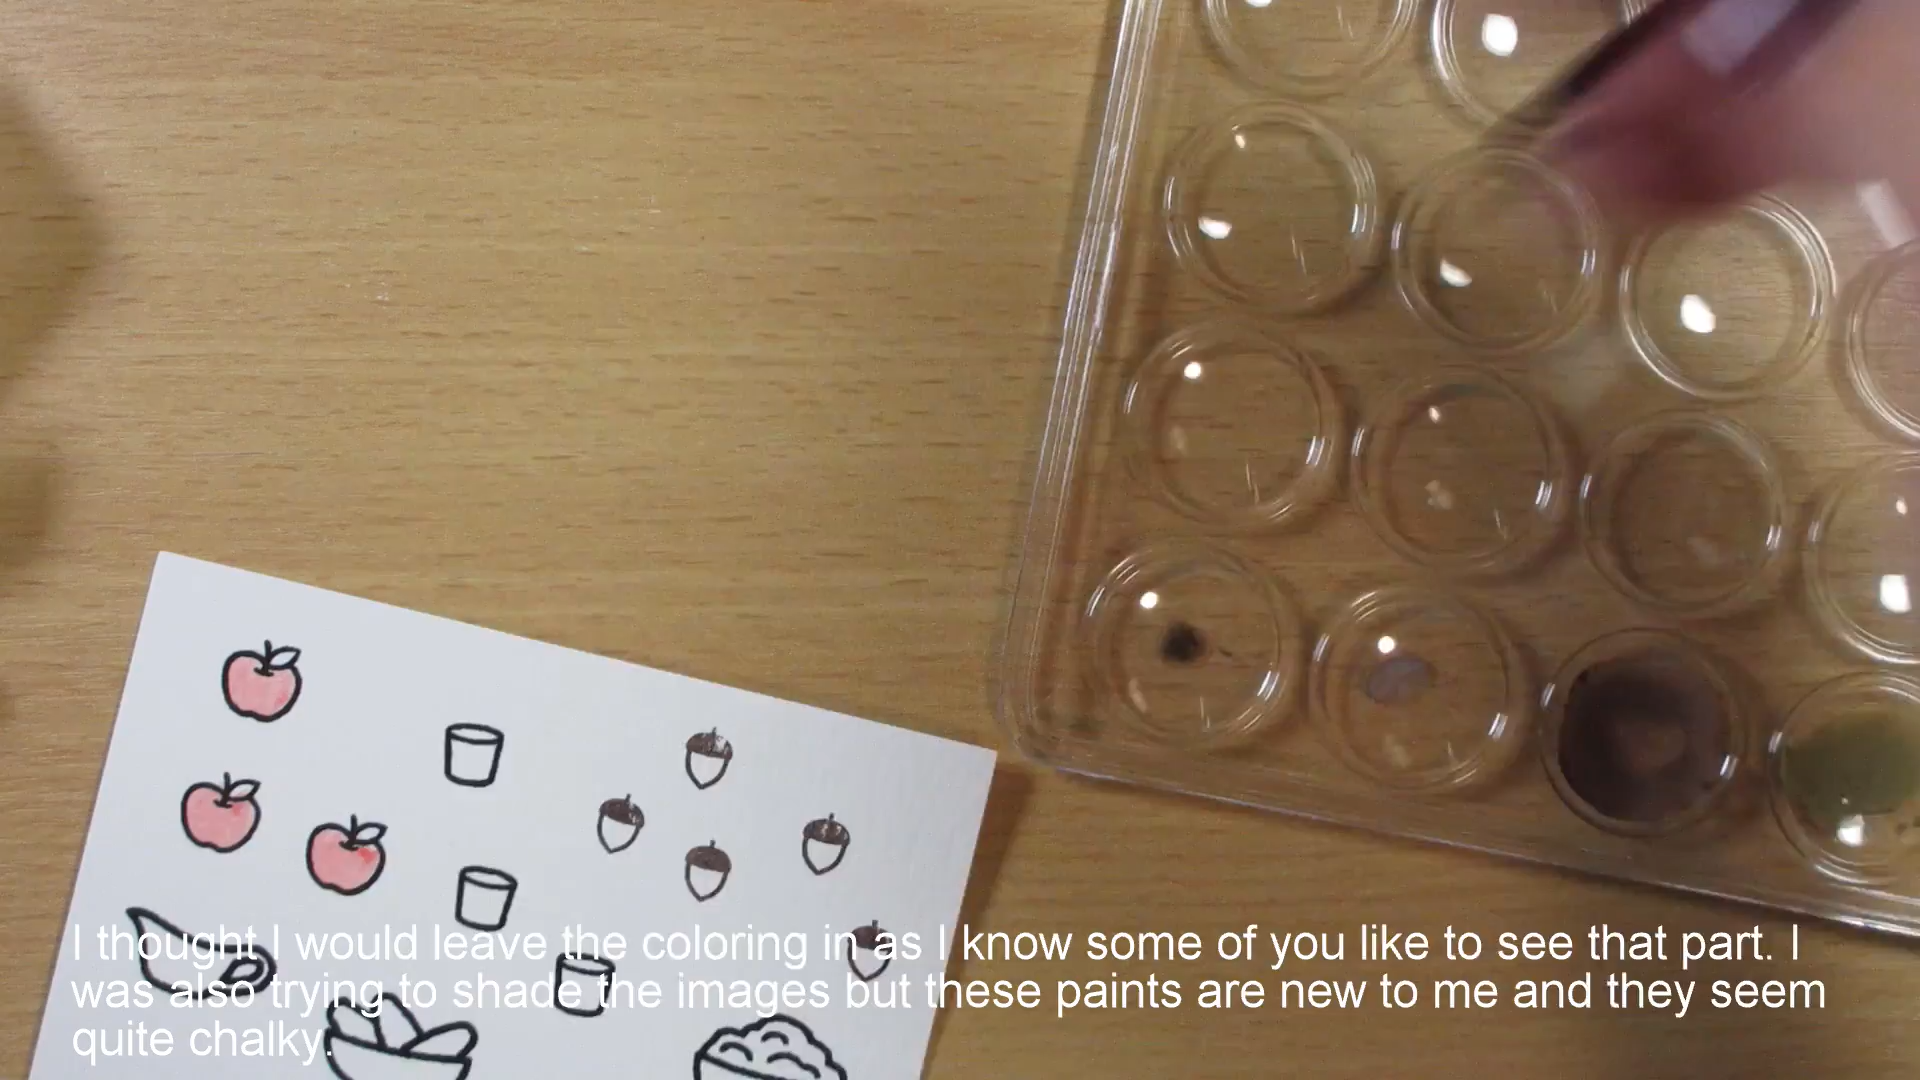 I thought I would leave the coloring in as I know some of you like to see that part. I
was also trying to shade the images but these paints are new to me and they seem
quite chalky.